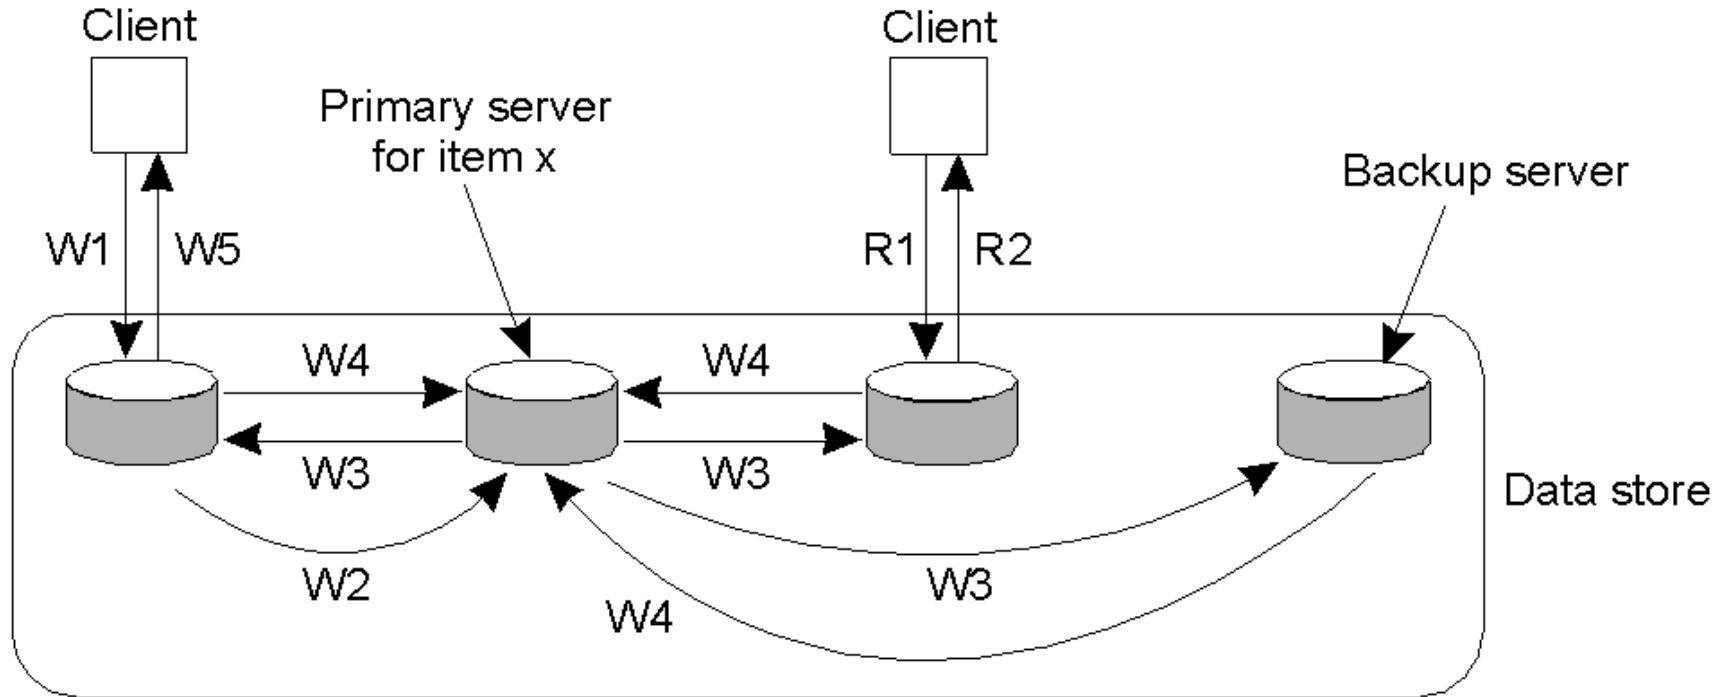 Client
Client
Primary server
for item x
Backup server
W1
W5
R1
R2
W4
W4
W3
W3
Data store
W2
W3
W4